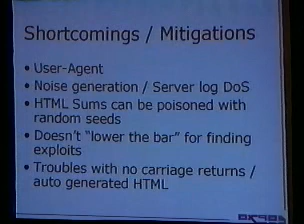 Shortcomings / Mitigations
• User-Agent
• Noise generation / Server log DoS
• HTML Sums can be poisoned with
random seeds
• Doesn't "lower the bar" for finding
exploits
• Troubles with no carriage returns /
auto generated HTML